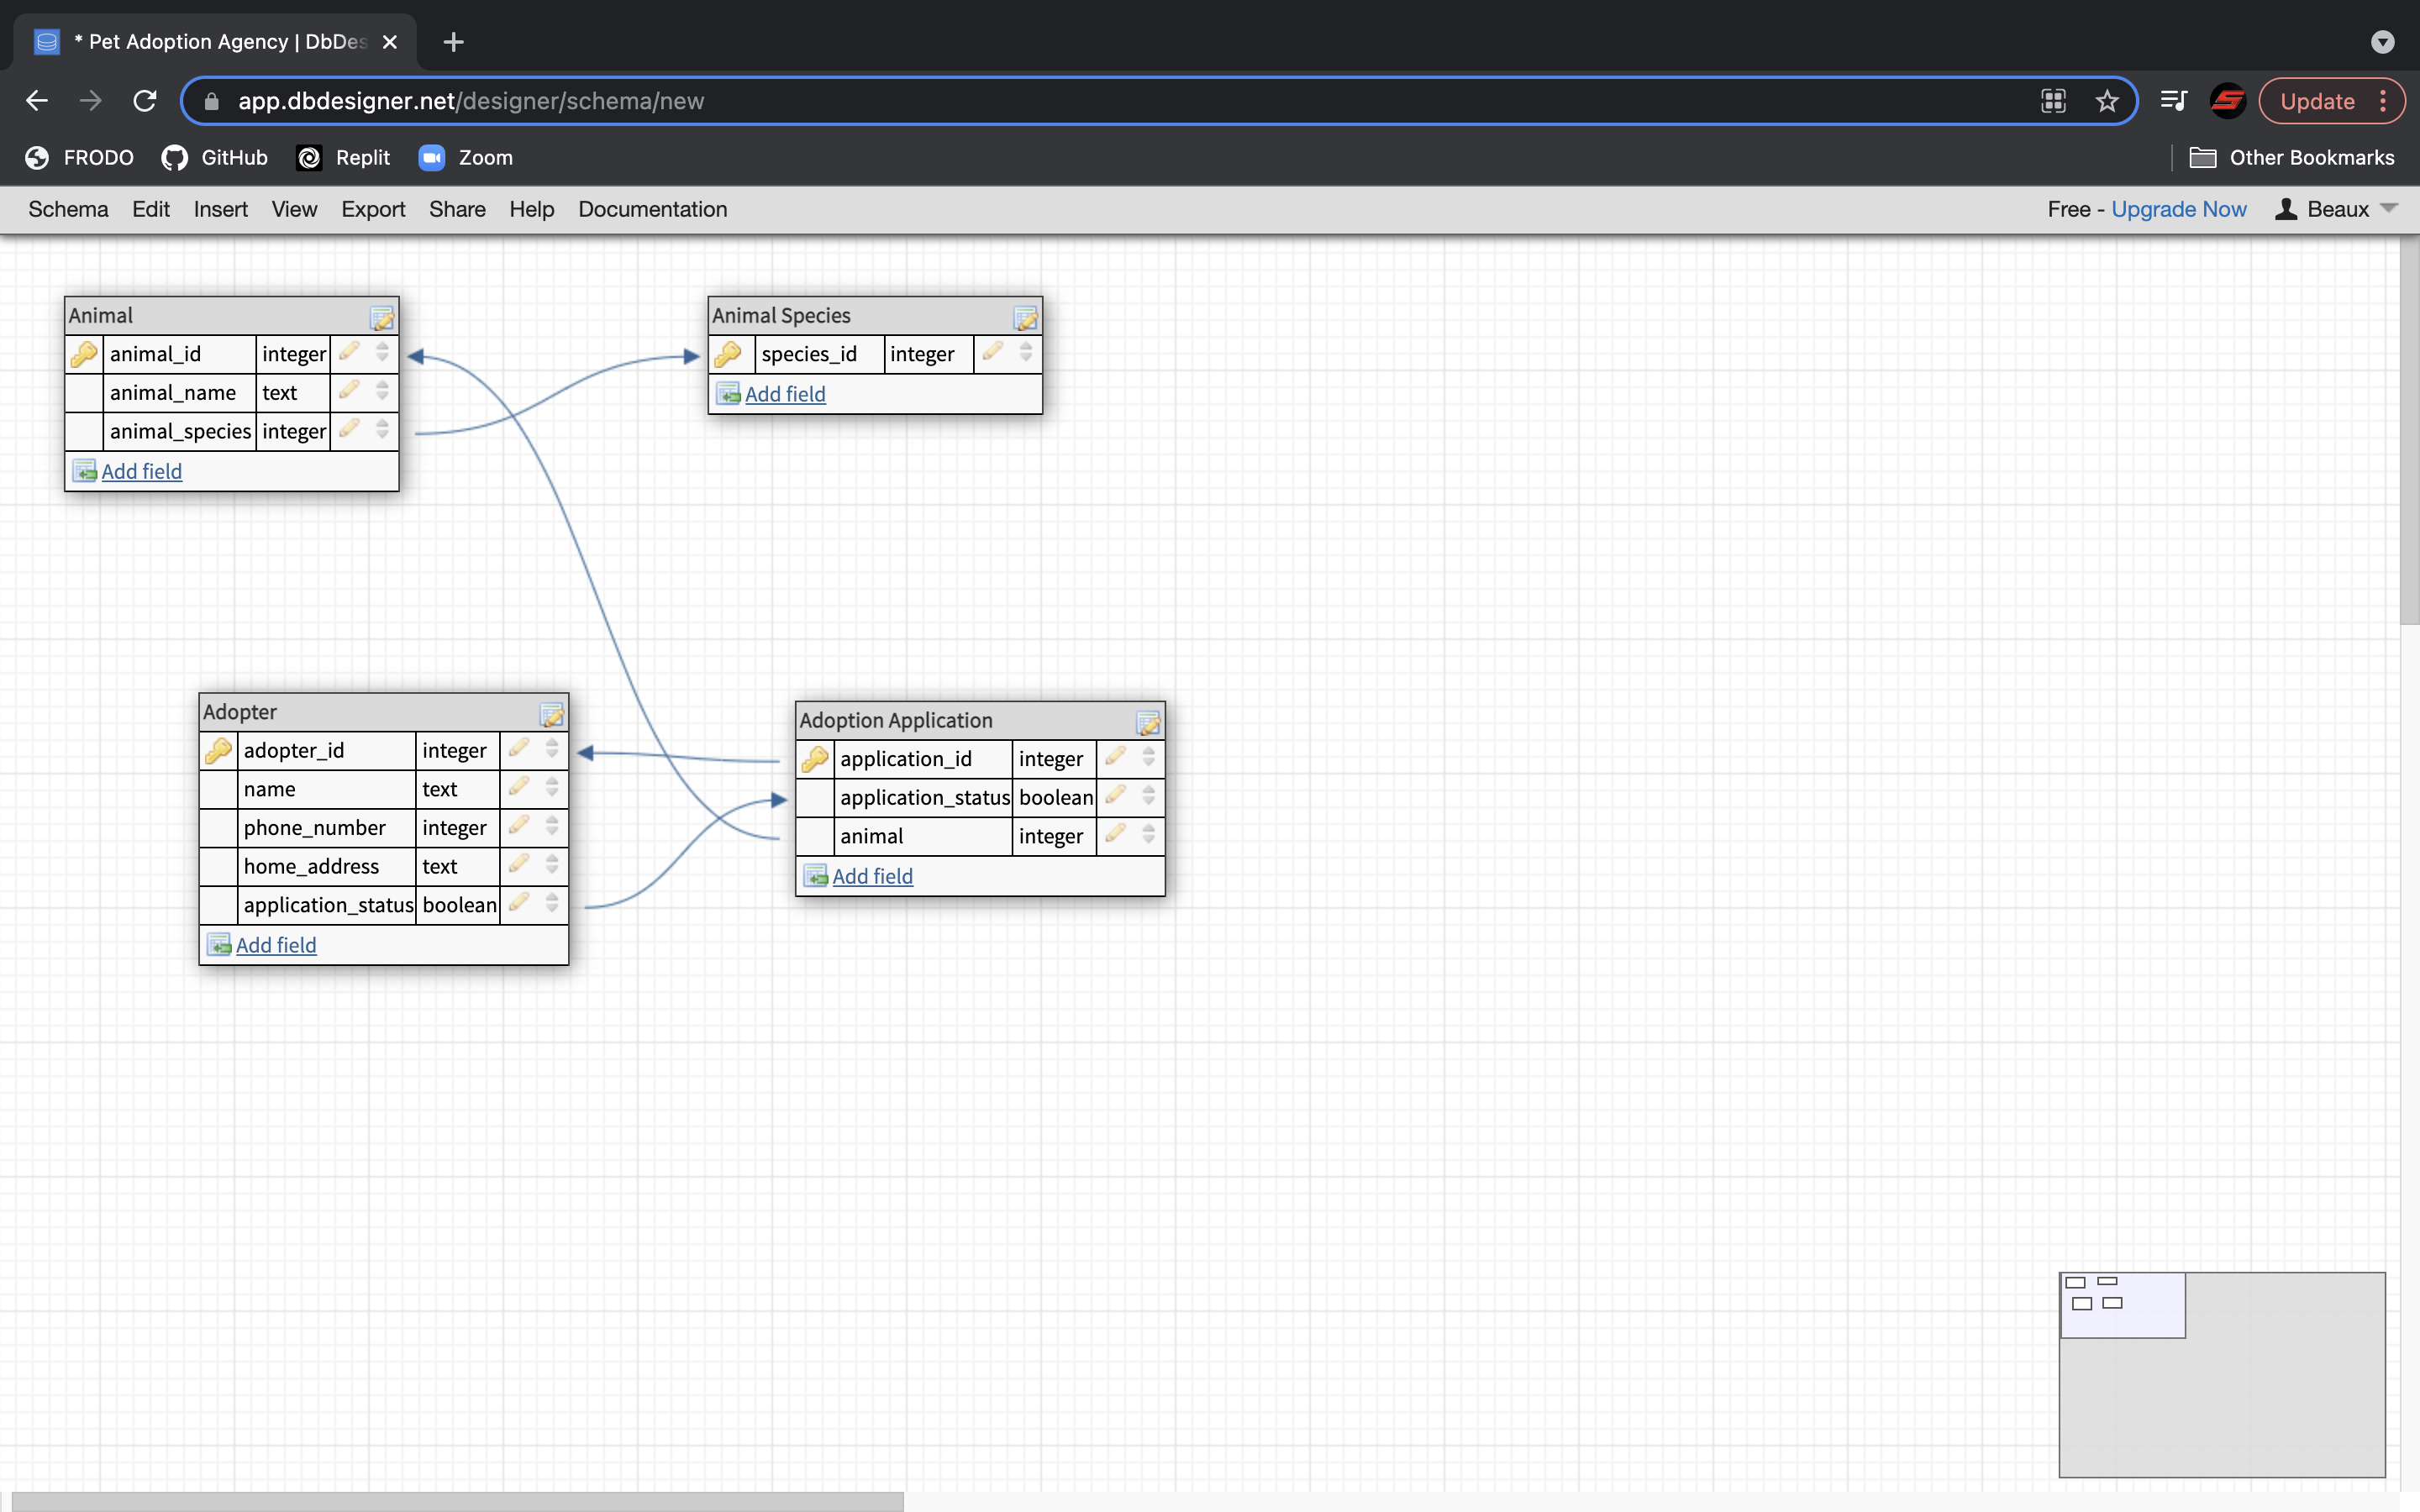 * Pet Adoption Agency | DbDes
app.dbdesigner.net/designer/schema/new
Update
FRODO GitHub Replit Zoom Other Bookmarks
Schema Edit Insert View Export Share Help Documentation Free - Upgrade Now Beaux
Animal
animal_id integer
animal_name text
animal_species integer
Add field
Animal Species
species_id integer
Add field
Adopter
adopter_id integer
name text
phone_number integer
home_address text
application_status boolean
Add field
Adoption Application
application_id integer
application_status boolean
animal integer
Add field